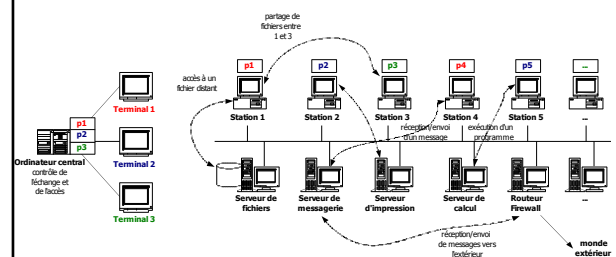 partage de
fichiers entre
1 et 3
p1
p2
p3
p4
p5
...
accès à un
fichier distant
Terminal 1
Station 1
Station 2
Station 3
Station 4
Station 5
...
p1
p2
p3
réception/envoi
d'un message
exécution d'un
programme
Ordinateur central
contrôle de
l'échange et
de l'accès
Terminal 2
Terminal 3
Serveur de
fichiers
Serveur de
messagerie
Serveur
d'impression
Serveur de
calcul
Routeur
Firewall
...
réception/envoi
de messages vers
l'extérieur
monde
extérieur